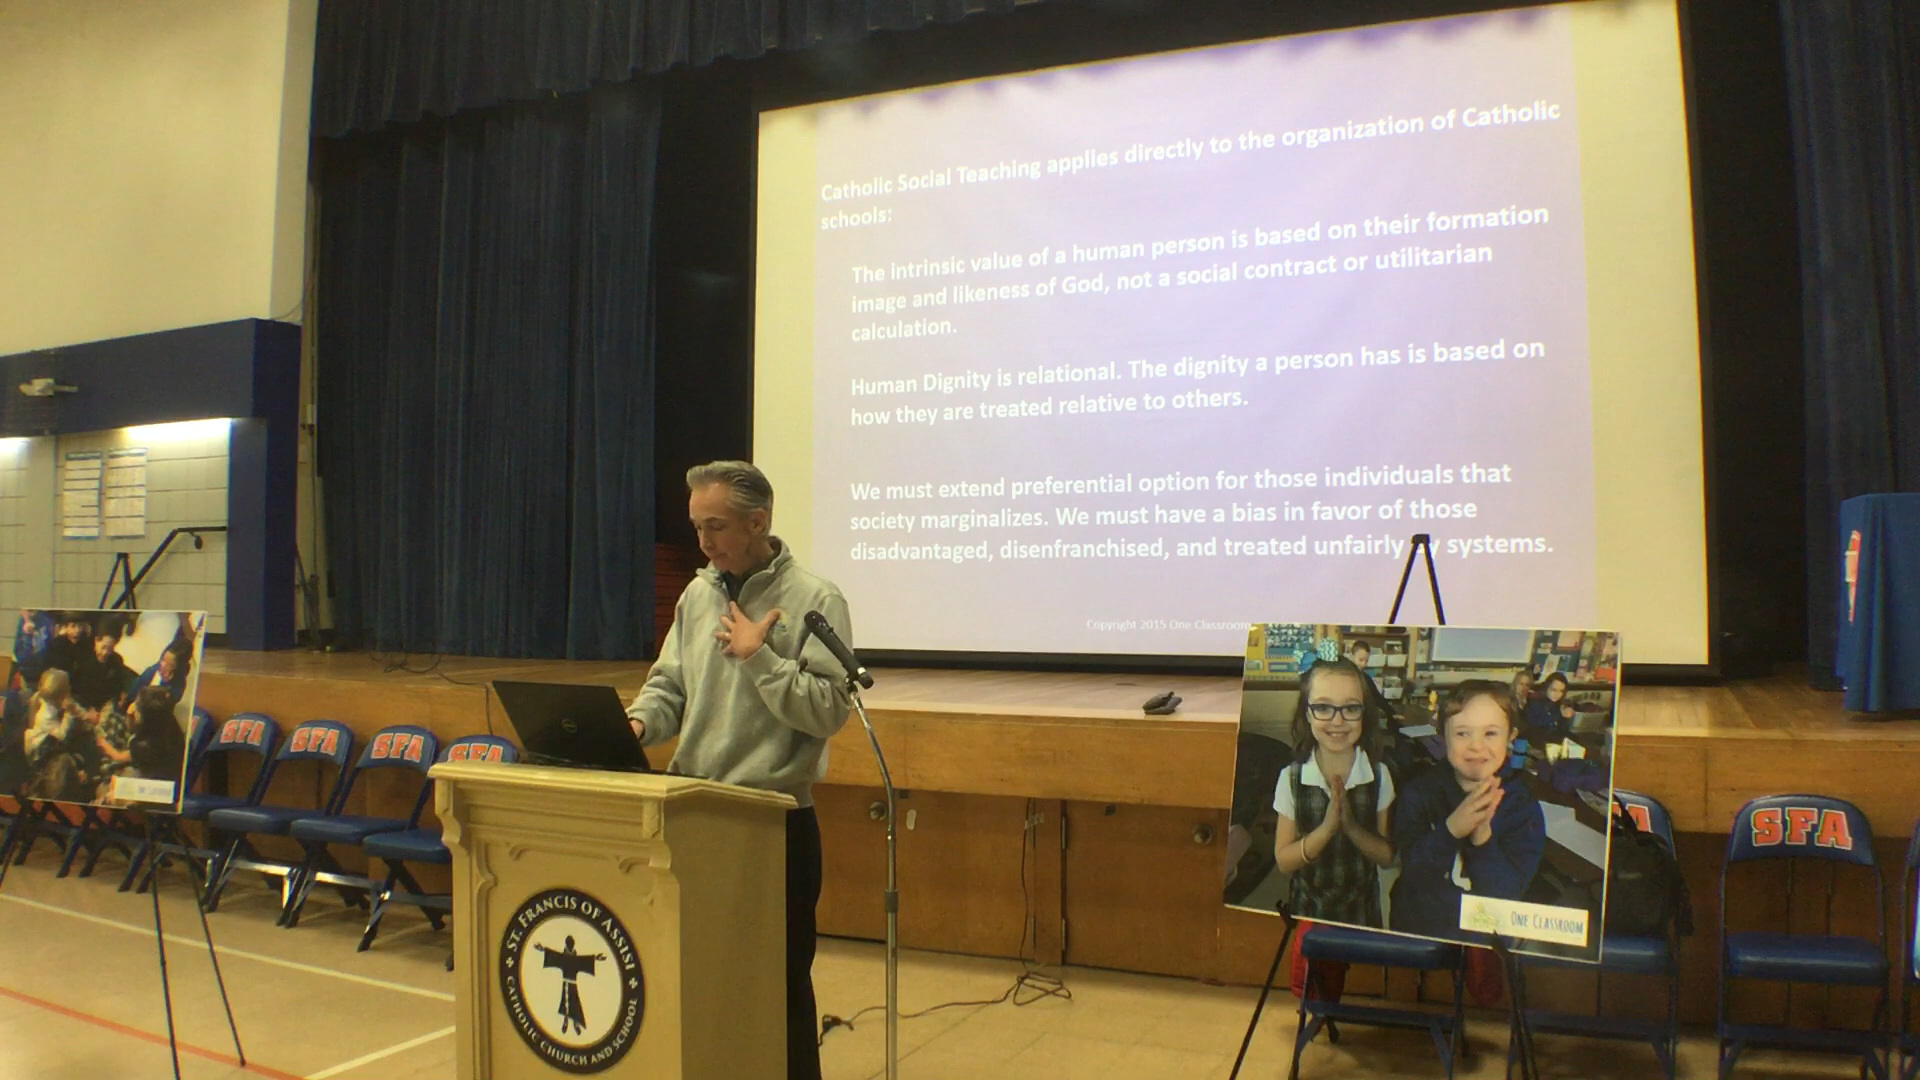 Catholic Social Teaching applies directly to the organization of Catholic
schools:
The intrinsic value of a human person is based on their formation
image and likeness of God, not a social contract or utilitarian
calculation.
Human Dignity is relational. The dignity a person has is based on
how they are treated relative to others.
We must extend preferential option for those individuals that
society marginalizes. We must have a bias in favor of those
disadvantaged, disenfranchised, and treated unfairly systems.
Copyright 2015 One Classroom
SFA
SFA
SFA
SFA
SFA
ONE CLASSROOM
ST. FRANCIS OF ASSISI
CATHOLIC CHURCH AND SCHOOL